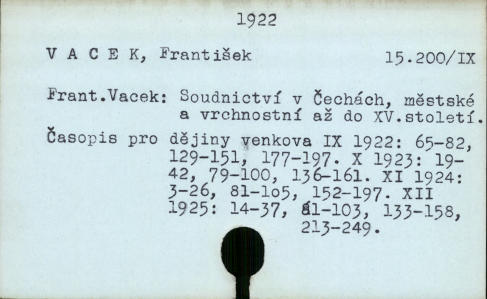 1922
V A C E K, František 15.200/IX
Frant.Vacek: Soudnictví v Čechách, městské
a vrchnostní až do XV.století.
Časopis pro dějiny venkova IX 1922: 65-82,
129-151, 177-197. X 1923: 19-
42, 79-100, 136-161. XI 1924:
3-26, 81-105, 152-197. XII
1925: 14-37, 81-103, 133-158,
213-249.